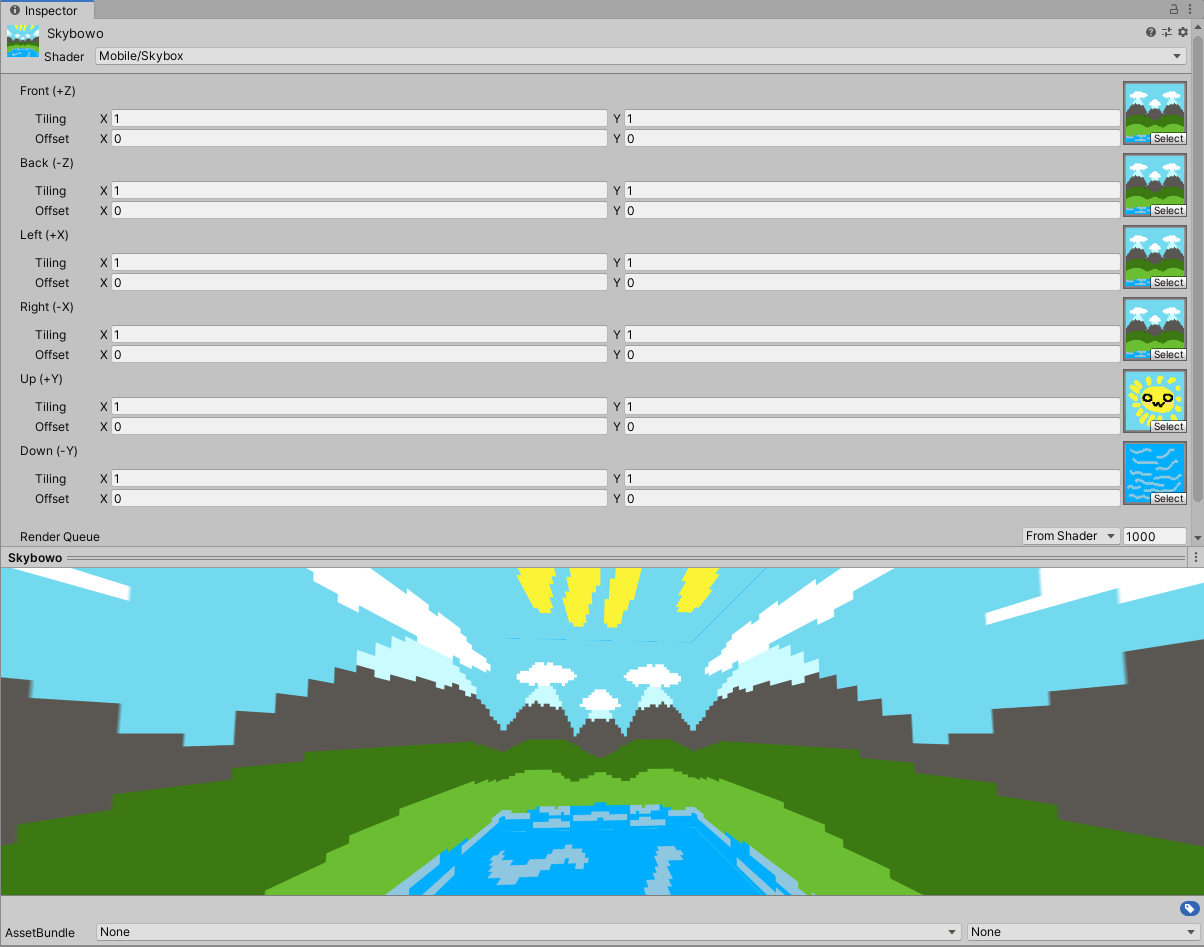 Inspector
Skybowo
Shader Mobile/Skybox
Front (+Z)
Tiling X 1 Y 1
Offset X 0 Y 0
Select
Back (-Z)
Tiling X 1 Y 1
Offset X 0 Y 0
Select
Left (+X)
Tiling X 1 Y 1
Offset X 0 Y 0
Select
Right (-X)
Tiling X 1 Y 1
Offset X 0 Y 0
Select
Up (+Y)
Tiling X 1 Y 1
Offset X 0 Y 0
Select
Down (-Y)
Tiling X 1 Y 1
Offset X 0 Y 0
Select
Render Queue From Shader 1000
Skybowo
AssetBundle None None